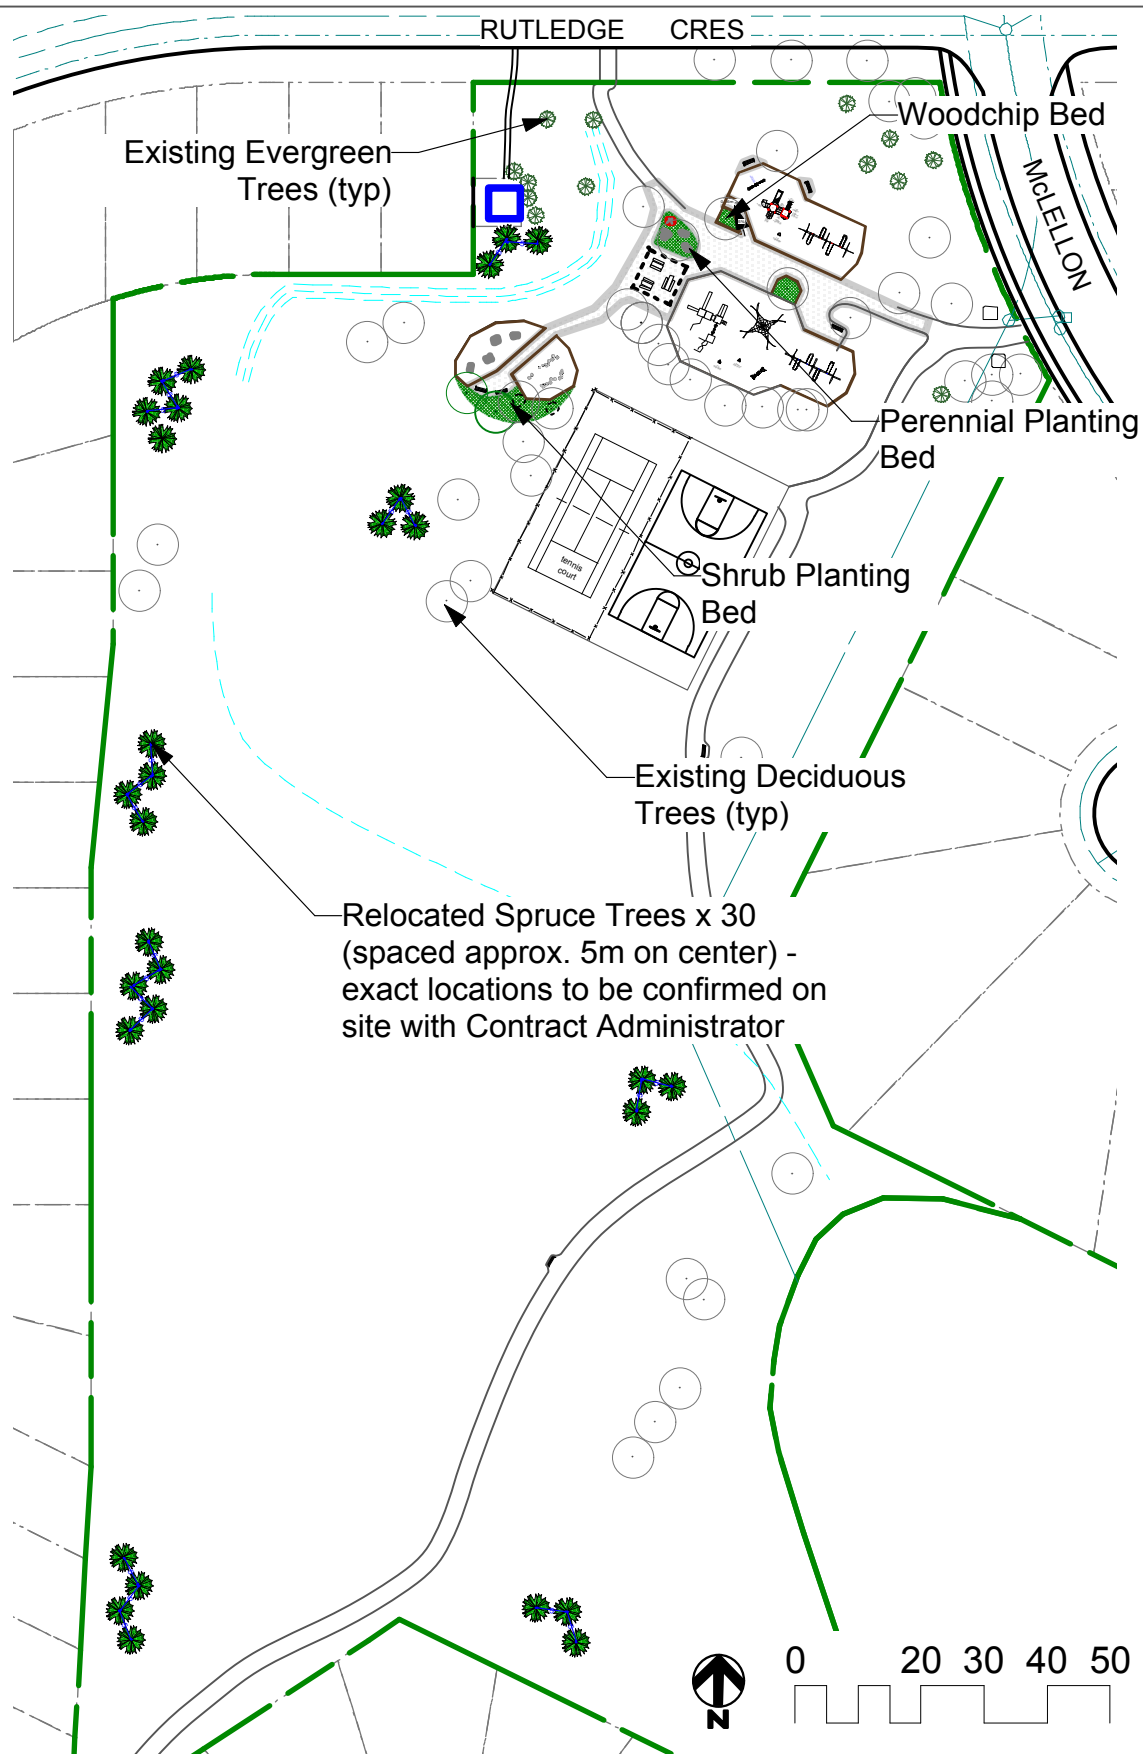 RUTLEDGE CRES
Woodchip Bed
Existing Evergreen
Trees (typ)
McLELLON
Perennial Planting
Bed
tennis
court
Shrub Planting
Bed
Existing Deciduous
Trees (typ)
Relocated Spruce Trees x 30
(spaced approx. 5m on center) -
exact locations to be confirmed on
site with Contract Administrator
0 20 30 40 50
N